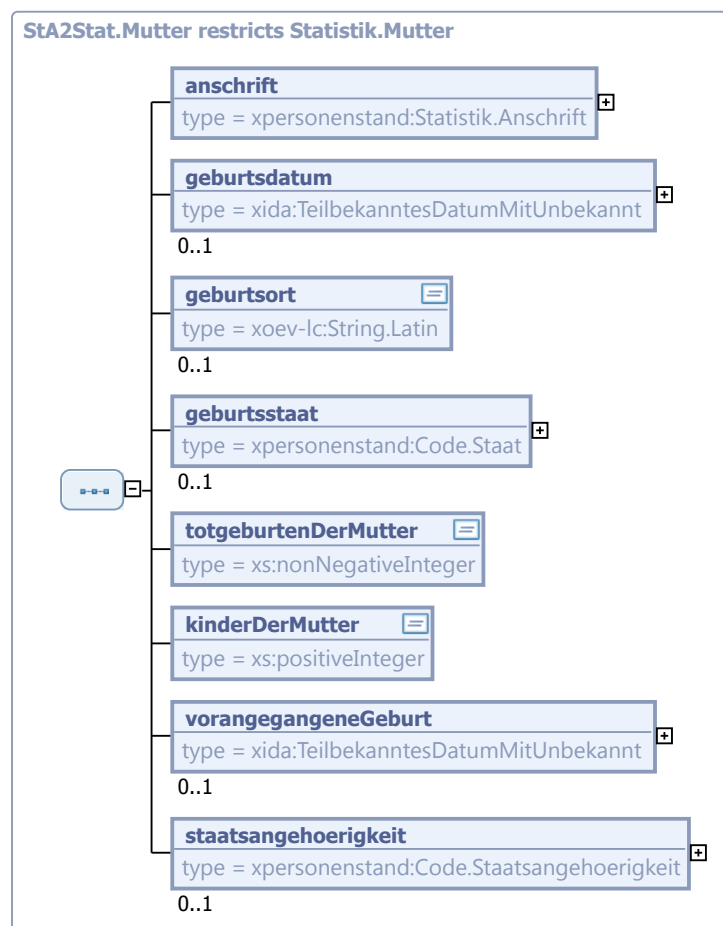 StA2Stat.Mutter restricts Statistik.Mutter
anschrift
type = xpersonenstand:Statistik.Anschrift
geburtsdatum
type = xida:TeilbekanntesDatumMitUnbekannt
0..1
geburtsort
type = xoev-lc:String.Latin
0..1
geburtsstaat
type = xpersonenstand:Code.Staat
0..1
totgeburtenDerMutter
type = xs:nonNegativeInteger
kinderDerMutter
type = xs:positiveInteger
vorangegangeneGeburt
type = xida:TeilbekanntesDatumMitUnbekannt
0..1
staatsangehoerigkeit
type = xpersonenstand:Code.Staatsangehoerigkeit
0..1